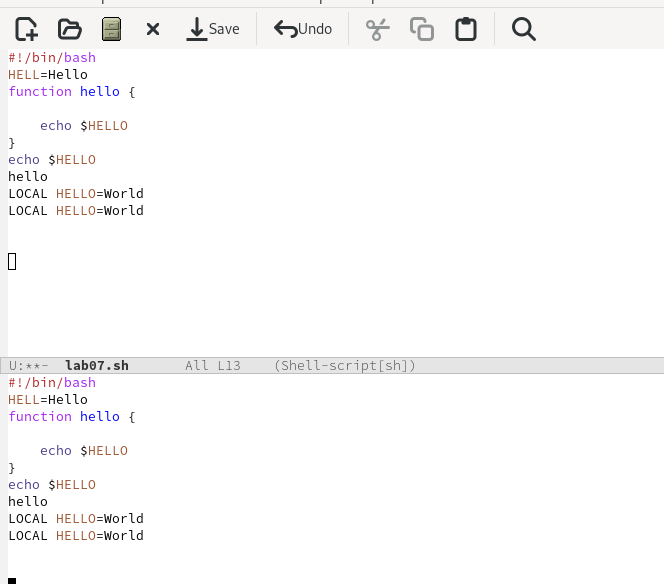 Save
Undo
#!/bin/bash
HELL=Hello
function hello {
echo $HELLO
}
echo $HELLO
hello
LOCAL HELLO=World
LOCAL HELLO=World
U:**- lab07.sh All L13 (Shell-script[sh])
#!/bin/bash
HELL=Hello
function hello {
echo $HELLO
}
echo $HELLO
hello
LOCAL HELLO=World
LOCAL HELLO=World